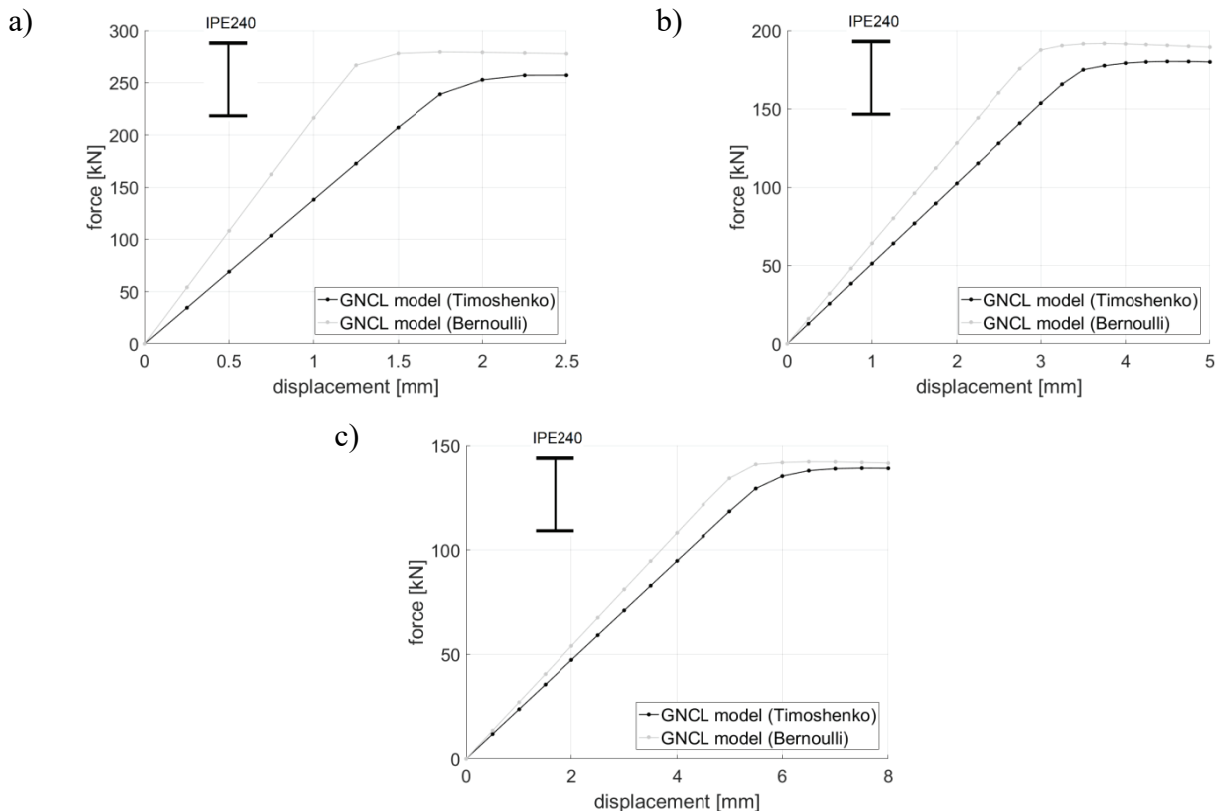 a)
IPE240
300
250
200
150
100
50
0
force [kN]
0 0.5 1 1.5 2 2.5
displacement [mm]
GNCL model (Timoshenko)
GNCL model (Bernoulli)
b)
IPE240
200
150
100
50
0
force [kN]
0 1 2 3 4 5
displacement [mm]
GNCL model (Timoshenko)
GNCL model (Bernoulli)
c)
IPE240
150
100
50
0
force [kN]
0 2 4 6 8
displacement [mm]
GNCL model (Timoshenko)
GNCL model (Bernoulli)